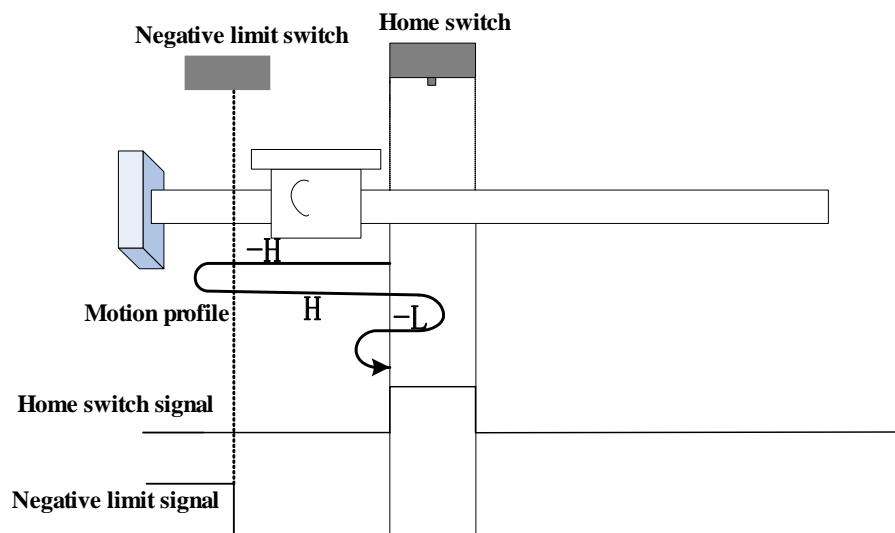 Home switch
Negative limit switch
−H
H
Motion profile
−L
Home switch signal
Negative limit signal